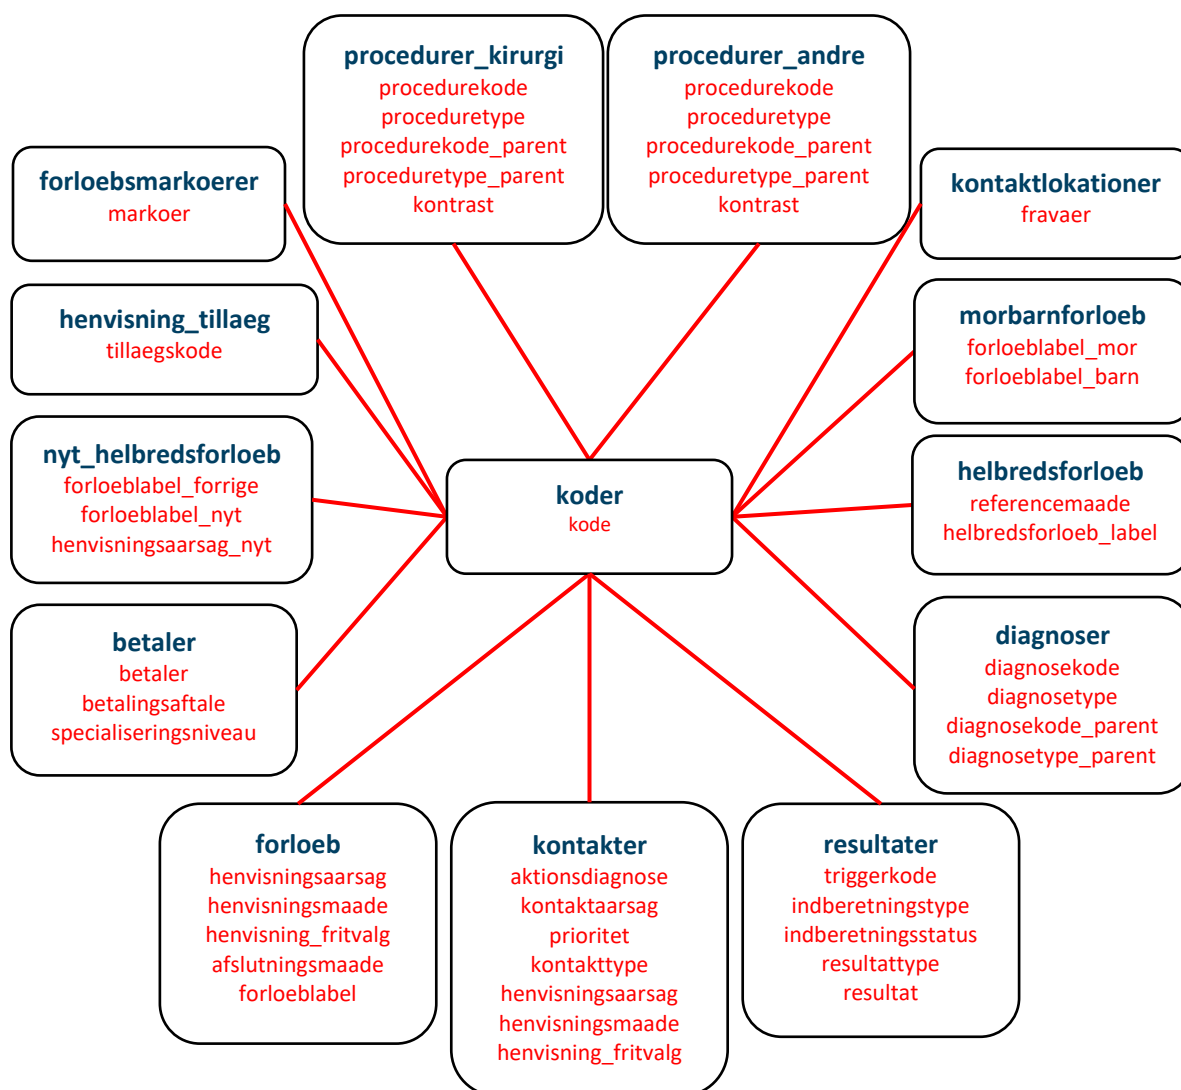 procedurer_kirurgi
procedurekode
proceduretype
procedurekode_parent
proceduretype_parent
kontrast
procedurer_andre
procedurekode
proceduretype
procedurekode_parent
proceduretype_parent
kontrast
forloebsmarkoerer
markoer
kontaktlokationer
fravaer
henvisning_tillaeg
tillaegskode
morbarnforloeb
forloeblabel_mor
forloeblabel_barn
nyt_helbredsforloeb
forloeblabel_forrige
forloeblabel_nyt
henvisningsaarsag_nyt
koder
kode
helbredsforloeb
referencemaade
helbredsforloeb_label
betaler
betaler
betalingsaftale
specialiseringsniveau
diagnoser
diagnosekode
diagnosetype
diagnosekode_parent
diagnosetype_parent
forloeb
henvisningsaarsag
henvisningsmaade
henvisning_fritvalg
afslutningsmaade
forloeblabel
kontakter
aktionsdiagnose
kontaktaarsag
prioritet
kontakttype
henvisningsaarsag
henvisningsmaade
henvisning_fritvalg
resultater
triggerkode
indberetningstype
indberetningsstatus
resultattype
resultat